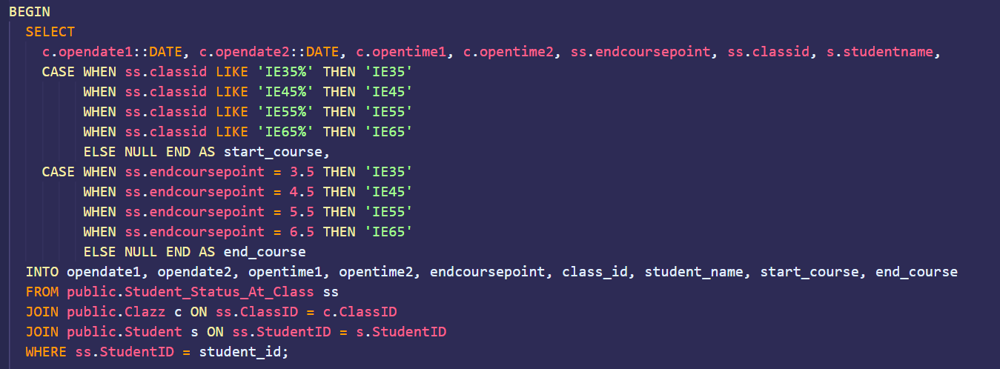 BEGIN
SELECT
c.opendate1::DATE, c.opendate2::DATE, c.opentime1, c.opentime2, ss.endcoursepoint, ss.classid, s.studentname,
CASE WHEN ss.classid LIKE 'IE35%' THEN 'IE35'
WHEN ss.classid LIKE 'IE45%' THEN 'IE45'
WHEN ss.classid LIKE 'IE55%' THEN 'IE55'
WHEN ss.classid LIKE 'IE65%' THEN 'IE65'
ELSE NULL END AS start_course,
CASE WHEN ss.endcoursepoint = 3.5 THEN 'IE35'
WHEN ss.endcoursepoint = 4.5 THEN 'IE45'
WHEN ss.endcoursepoint = 5.5 THEN 'IE55'
WHEN ss.endcoursepoint = 6.5 THEN 'IE65'
ELSE NULL END AS end_course
INTO opendate1, opendate2, opentime1, opentime2, endcoursepoint, class_id, student_name, start_course, end_course
FROM public.Student_Status_At_Class ss
JOIN public.Clazz c ON ss.ClassID = c.ClassID
JOIN public.Student s ON ss.StudentID = s.StudentID
WHERE ss.StudentID = student_id;